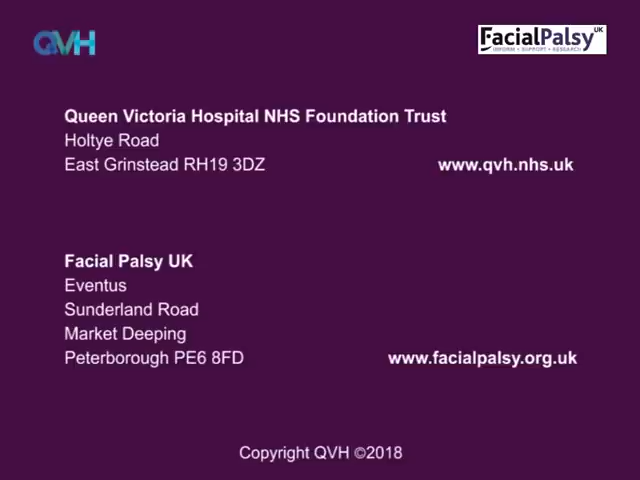 QVH
FacialPalsy UK
INFORM • SUPPORT • RESEARCH
Queen Victoria Hospital NHS Foundation Trust
Holtye Road
East Grinstead RH19 3DZ
www.qvh.nhs.uk
Facial Palsy UK
Eventus
Sunderland Road
Market Deeping
Peterborough PE6 8FD
www.facialpalsy.org.uk
Copyright QVH ©2018